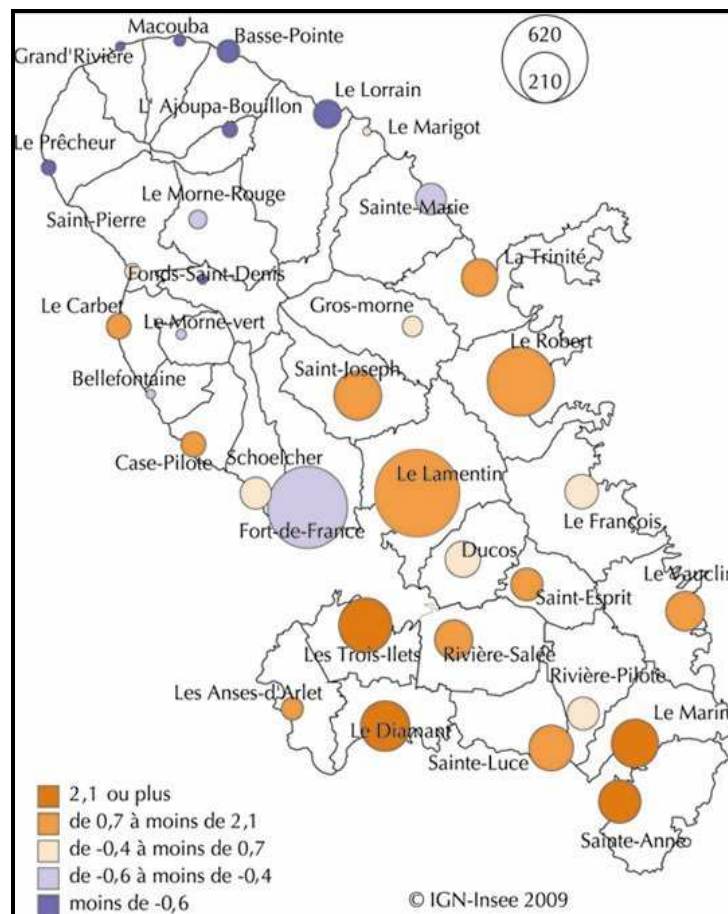 Macouba
620
Basse-Pointe
Grand'Rivière
210
Le Lorrain
L' Ajoupa-Bouillon
Le Marigot
Le Prêcheur
Le Morne-Rouge
Sainte-Marie
Saint-Pierre
La Trinité
Fonds-Saint-Denis
Le Carbet
Gros-morne
Le Morne-vert
Le Robert
Saint-Joseph
Bellefontaine
Schoelcher
Case-Pilote
Le Lamentin
Le François
Fort-de-France
Ducos
Le Vauclin
Saint-Esprit
Les Trois-Ilets
Rivière-Salée
Rivière-Pilote
Les Anses-d'Arlet
Le Marin
Le Diamant
Sainte-Luce
2,1 ou plus
de 0,7 à moins de 2,1
Sainte-Anne
de -0,4 à moins de 0,7
de -0,6 à moins de -0,4
moins de -0,6
© IGN-Insee 2009